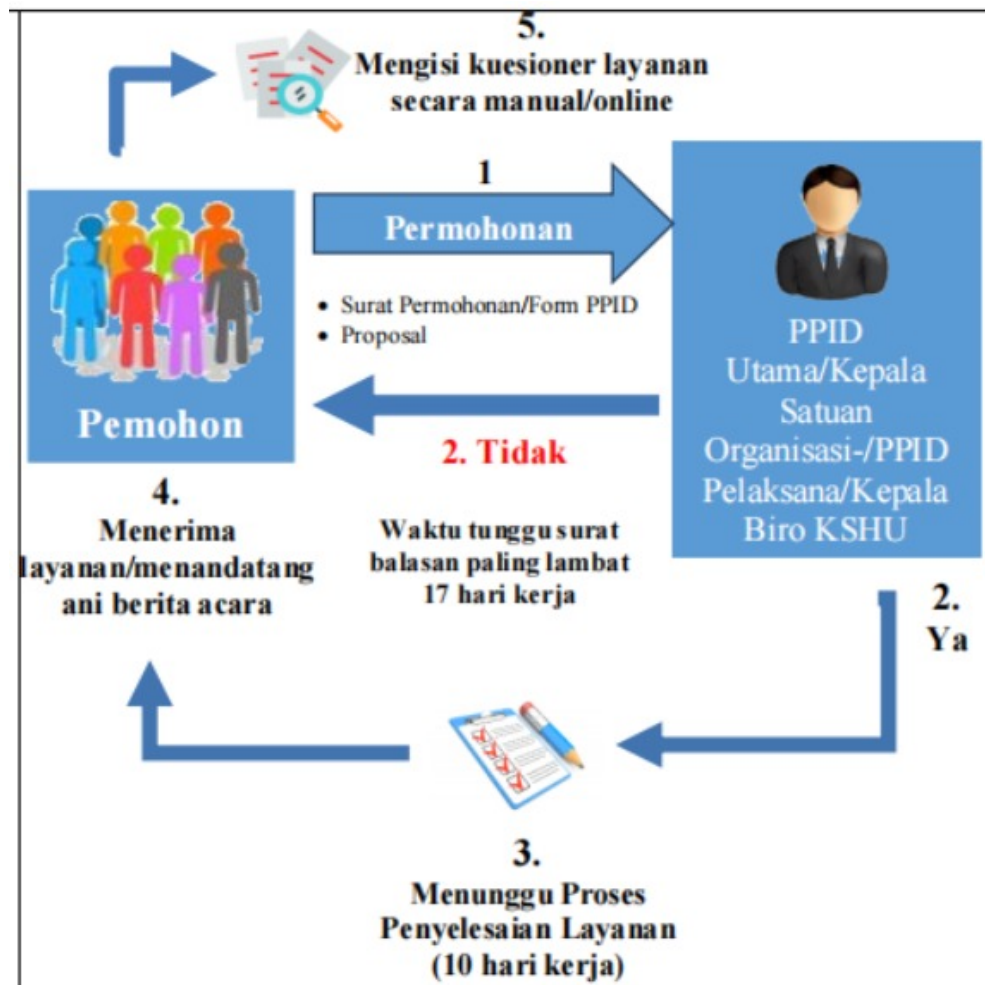 5.
Mengisi kuesioner layanan
secara manual/online
1
Permohonan
• Surat Permohonan/Form PPID
• Proposal
Pemohon
PPID
Utama/Kepala
Satuan
Organisasi-/PPID
Pelaksana/Kepala
Biro KSHU
2. Tidak
Waktu tunggu surat
balasan paling lambat
17 hari kerja
4.
Menerima
layanan/menandatang
ani berita acara
2.
Ya
3.
Menunggu Proses
Penyelesaian Layanan
(10 hari kerja)